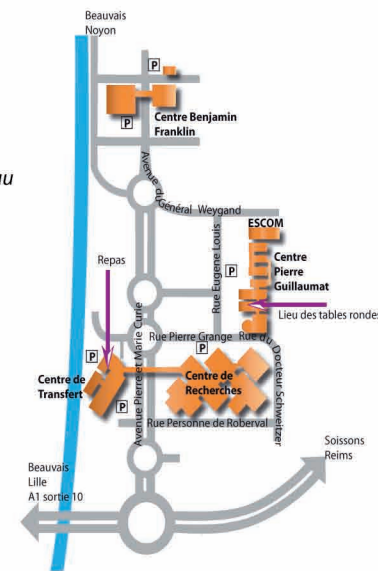 Beauvais
Noyon
P
P
Centre Benjamin
Franklin
Avenue du
Général Weygand
ESCOM
Centre
Pierre
Guillaumat
P
Rue Eugene Louis
Repas
Lieu des tables rondes
Rue Pierre Grange
Rue du Docteur Schweitzer
P
P
Centre de
Transfert
P
Avenue Pierre et Marie Curie
Centre de
Recherches
Rue Personne de Roberval
Soissons
Reims
Beauvais
Lille
A1 sortie 10